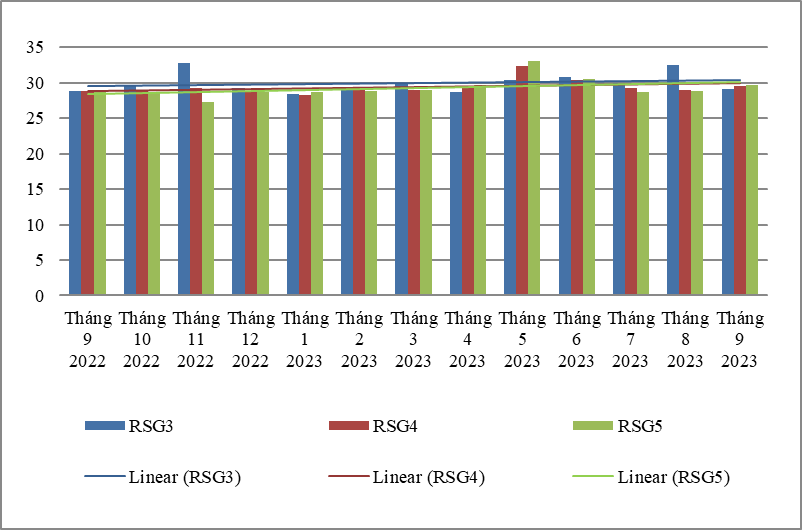 35
30
25
20
15
10
5
0
Tháng Tháng Tháng Tháng Tháng Tháng Tháng Tháng Tháng Tháng Tháng Tháng Tháng
9 10 11 12 1 2 3 4 5 6 7 8 9
2022 2022 2022 2022 2023 2023 2023 2023 2023 2023 2023 2023 2023
RSG3 RSG4 RSG5
Linear (RSG3) Linear (RSG4) Linear (RSG5)